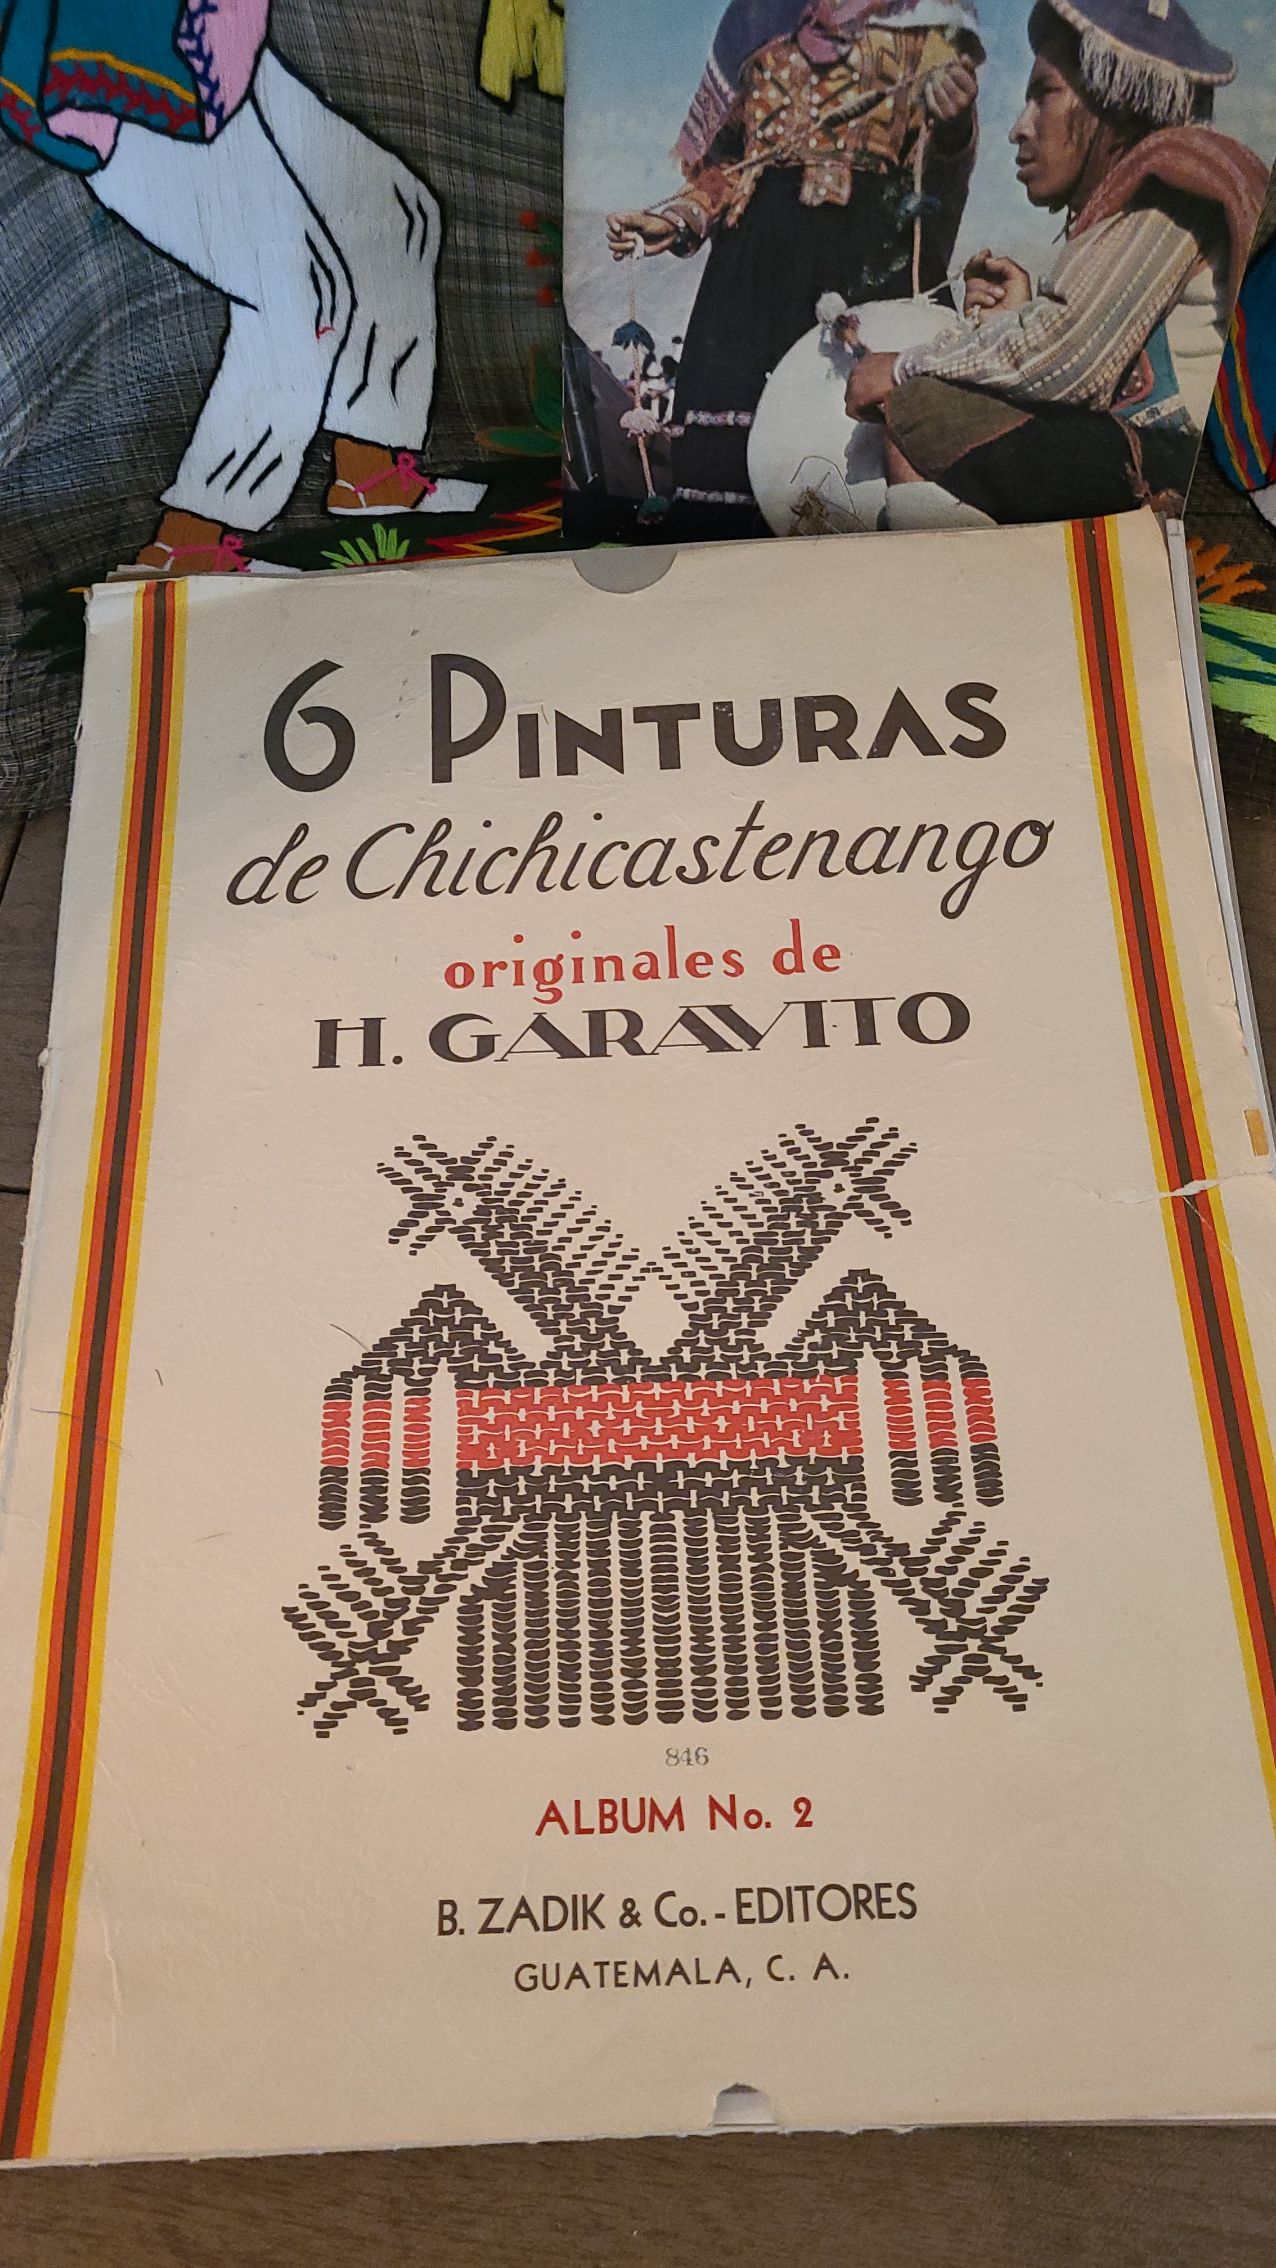 6 PINTURAS
de Chichicastenango
originales de
H. GARAVITO
846
ALBUM No. 2
B. ZADIK & Co. - EDITORES
GUATEMALA, C. A.